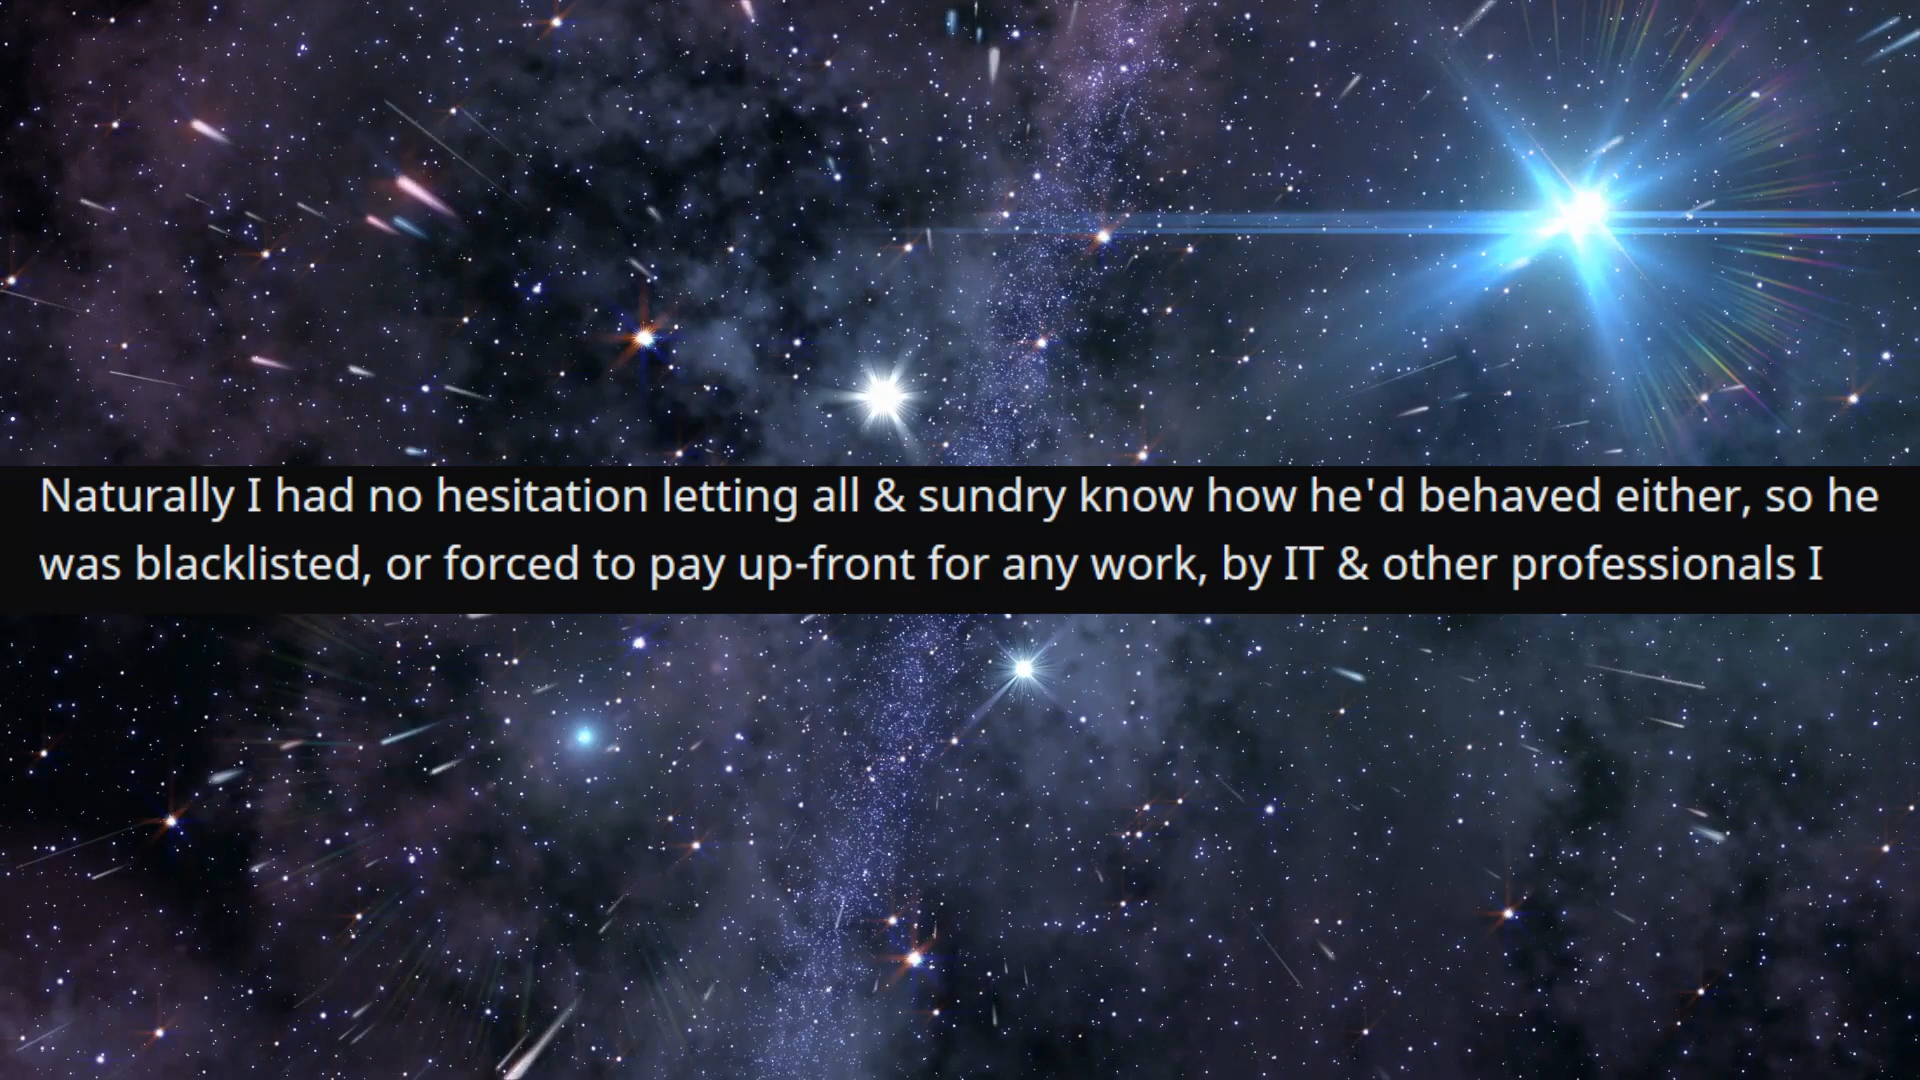 Naturally I had no hesitation letting all & sundry know how he'd behaved either, so he
was blacklisted, or forced to pay up-front for any work, by IT & other professionals I